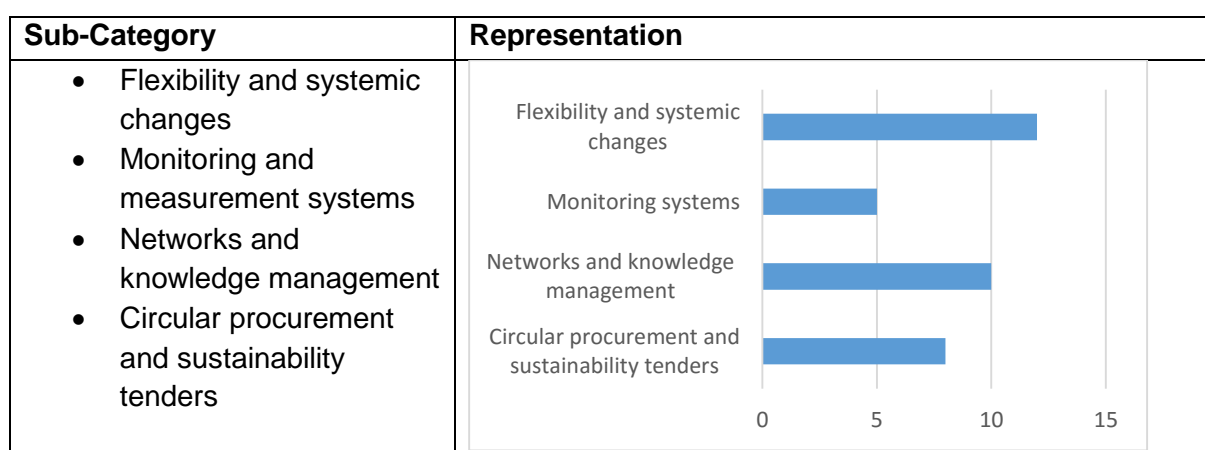 Sub-Category
Representation
• Flexibility and systemic
changes
• Monitoring and
measurement systems
• Networks and
knowledge management
• Circular procurement
and sustainability
tenders
Flexibility and systemic
changes
Monitoring systems
Networks and knowledge
management
Circular procurement and
sustainability tenders
0 5 10 15